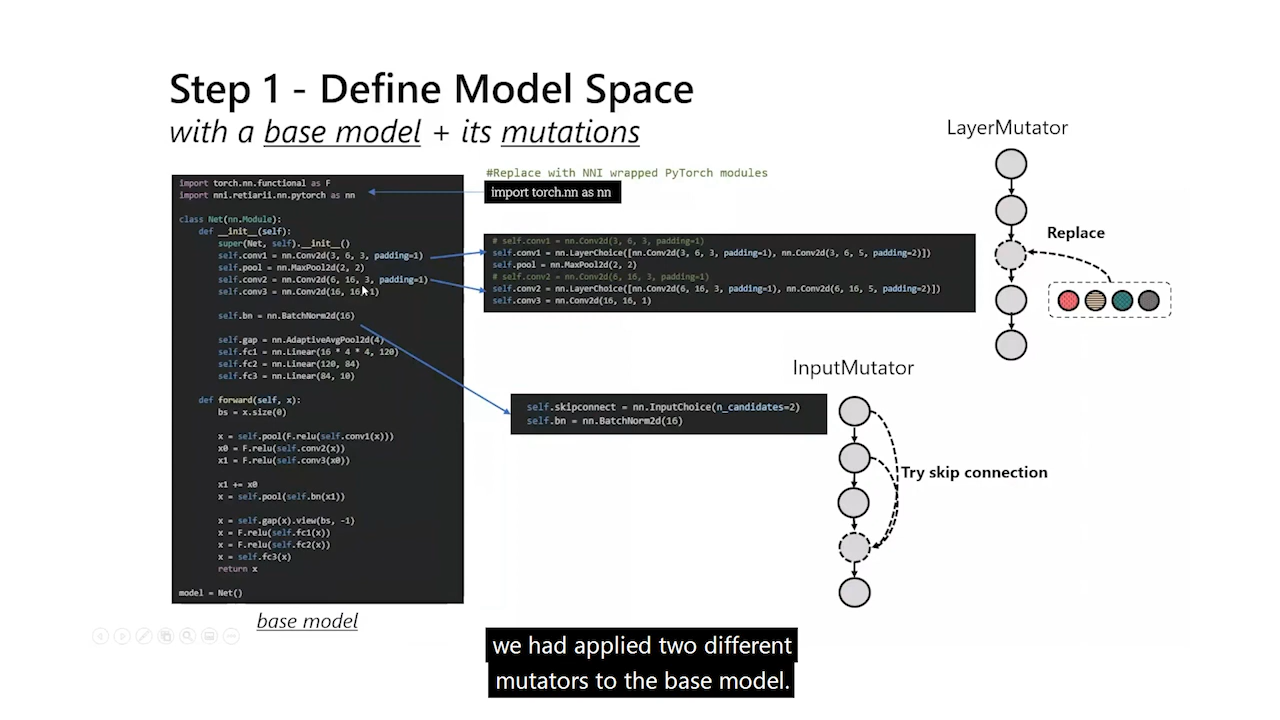 Step 1 - Define Model Space
with a base model + its mutations
import torch.nn.functional as F
import nni.retiarii.nn.pytorch as nn
class Net(nn.Module):
def __init__(self):
super(Net, self).__init__()
self.conv1 = nn.Conv2d(3, 6, 3, padding=1)
self.pool = nn.MaxPool2d(2, 2)
self.conv2 = nn.Conv2d(6, 16, 3, padding=1)
self.conv3 = nn.Conv2d(16, 16, 1)
self.bn = nn.BatchNorm2d(16)
self.gap = nn.AdaptiveAvgPool2d(4)
self.fc1 = nn.Linear(16 * 4 * 4, 120)
self.fc2 = nn.Linear(120, 84)
self.fc3 = nn.Linear(84, 10)
def forward(self, x):
bs = x.size(0)
x = self.pool(F.relu(self.conv1(x)))
x0 = F.relu(self.conv2(x))
x1 = F.relu(self.conv3(x0))
x1 += x0
x = self.pool(self.bn(x1))
x = self.gap(x).view(bs, -1)
x = F.relu(self.fc1(x))
x = F.relu(self.fc2(x))
x = self.fc3(x)
return x
model = Net()
base model
#Replace with NNI wrapped PyTorch modules
import torch.nn as nn
# self.conv1 = nn.Conv2d(3, 6, 3, padding=1)
self.conv1 = nn.LayerChoice([nn.Conv2d(3, 6, 3, padding=1), nn.Conv2d(3, 6, 5, padding=2)])
self.pool = nn.MaxPool2d(2, 2)
# self.conv2 = nn.Conv2d(6, 16, 3, padding=1)
self.conv2 = nn.LayerChoice([nn.Conv2d(6, 16, 3, padding=1), nn.Conv2d(6, 16, 5, padding=2)])
self.conv3 = nn.Conv2d(16, 16, 1)
self.skipconnect = nn.InputChoice(n_candidates=2)
self.bn = nn.BatchNorm2d(16)
LayerMutator
Replace
InputMutator
Try skip connection
we had applied two different
mutators to the base model.